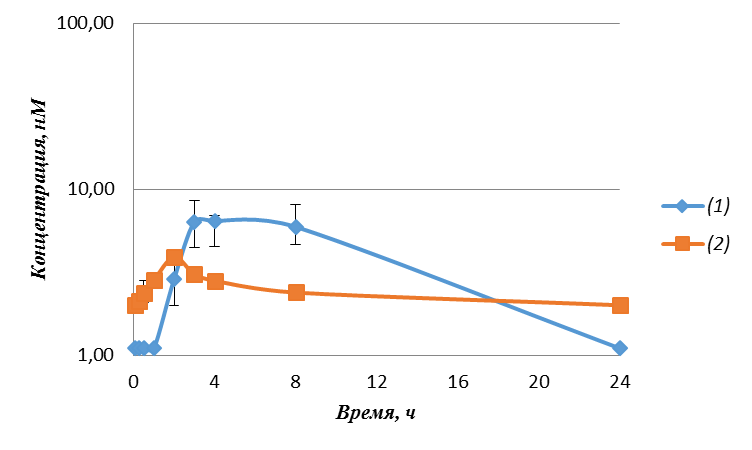 100,00
10,00
1,00
0 4 8 12 16 20 24
Концентрация, нМ
Время, ч
(1)
(2)